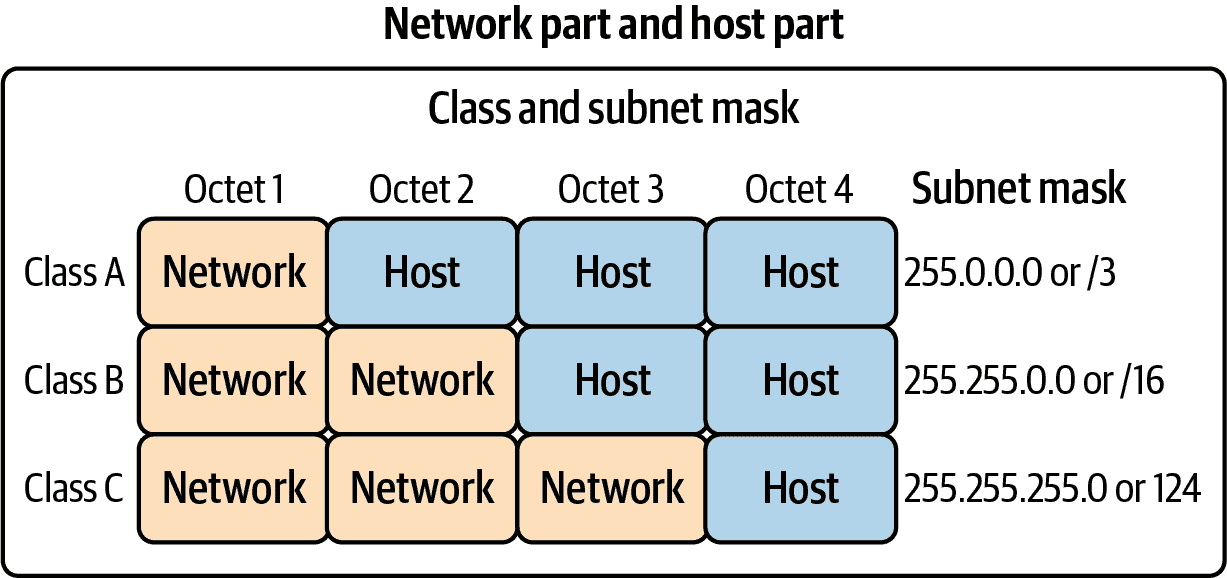 Network part and host part
Class and subnet mask
Octet 1 Octet 2 Octet 3 Octet 4 Subnet mask
Class A Network Host Host Host 255.0.0.0 or /3
Class B Network Network Host Host 255.255.0.0 or /16
Class C Network Network Network Host 255.255.255.0 or 124